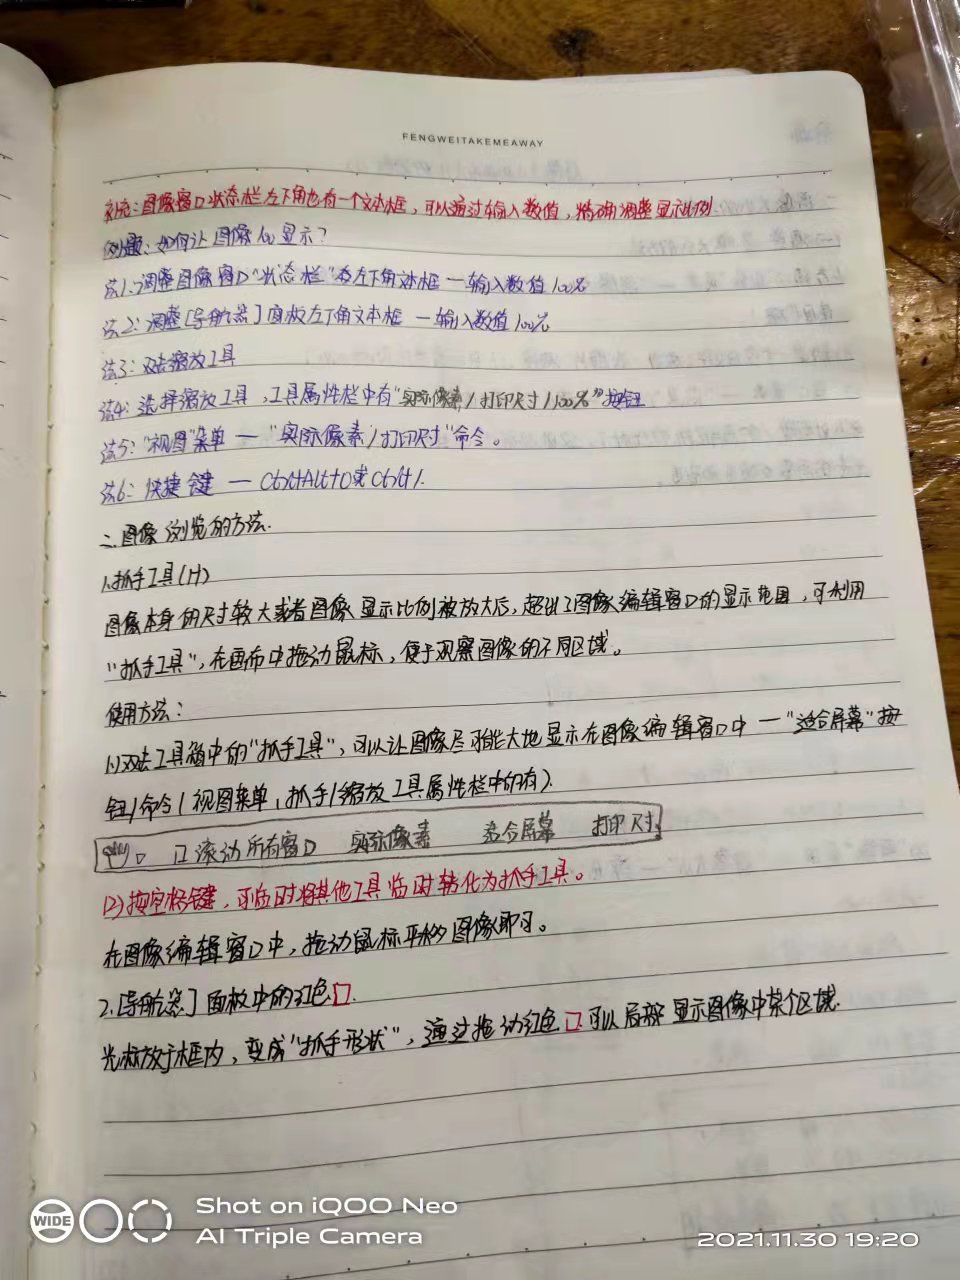 FENGWEITAKEMEAWAY
补充:图像窗口状态栏左下角也有一个文本框,可以通过输入数值,精确调整显示比例
例题:如何让图像100显示?
法1:调整图像窗口"状态栏"左下角文本框—输入数值100%
法2:调整[导航器]面板左下角文本框—输入数值100%
法3:双击缩放工具
法4:选择缩放工具,工具属性栏中有"实际像素/打印尺寸/100%"按钮
法5:"视图"菜单—"实际像素/打印尺寸"命令。
法6:快捷键—Ctrl+Alt+0或Ctrl+1.
二.图像浏览的方法.
1.抓手工具(H)
图像本身的尺寸较大或者图像显示比例被放大后,超出了图像编辑窗口的显示范围,可利用
"抓手工具",在画布中拖动鼠标,便于观察图像的不同区域。
使用方法:
(1)双击工具箱中的"抓手工具",可以让图像尽可能大地显示在图像编辑窗口中—"适合屏幕"按
钮/命令(视图菜单,抓手/缩放工具属性栏中的有).
口滚动所有窗口 实际像素 适合屏幕 打印尺寸
(2)按空格键,可临时将其他工具临时转化为抓手工具。
在图像编辑窗口中,拖动鼠标平移图像即可。
2.[导航器]面板中的红色口.
光标放于框内,变成"抓手形状",通过拖动红色口可以局部显示图像中某个区域.
WIDE
Shot on iQOO Neo
AI Triple Camera
2021.11.30 19:20